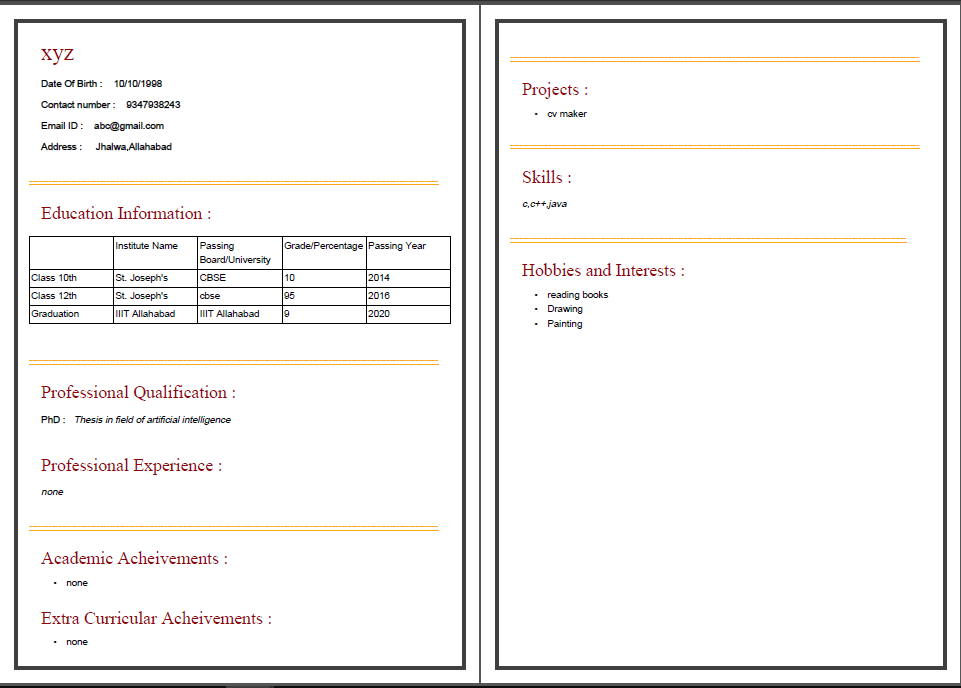 xyz
Date Of Birth : 10/10/1998
Contact number : 9347938243
Email ID : abc@gmail.com
Address : Jhalwa,Allahabad
Education Information :
Institute Name Passing Board/University Grade/Percentage Passing Year
Class 10th St. Joseph's CBSE 10 2014
Class 12th St. Joseph's cbse 95 2016
Graduation IIIT Allahabad IIIT Allahabad 9 2020
Professional Qualification :
PhD : Thesis in field of artificial intelligence
Professional Experience :
none
Academic Acheivements :
• none
Extra Curricular Acheivements :
• none
Projects :
• cv maker
Skills :
c,c++,java
Hobbies and Interests :
• reading books
• Drawing
• Painting